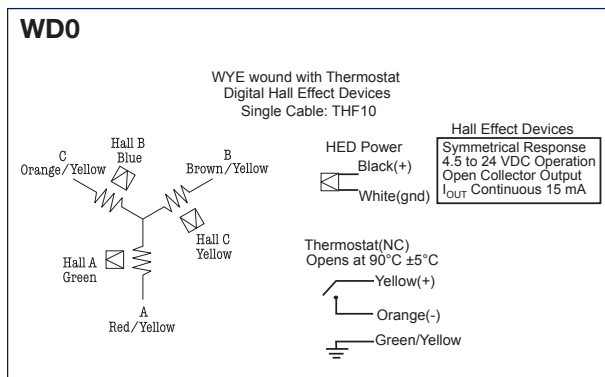 WD0
WYE wound with Thermostat
Digital Hall Effect Devices
Single Cable: THF10
C
Orange/Yellow
Hall B
Blue
B
Brown/Yellow
Hall C
Yellow
Hall A
Green
A
Red/Yellow
HED Power
Black(+)
White(gnd)
Hall Effect Devices
Symmetrical Response
4.5 to 24 VDC Operation
Open Collector Output
IOUT Continuous 15 mA
Thermostat(NC)
Opens at 90°C ±5°C
Yellow(+)
Orange(-)
Green/Yellow